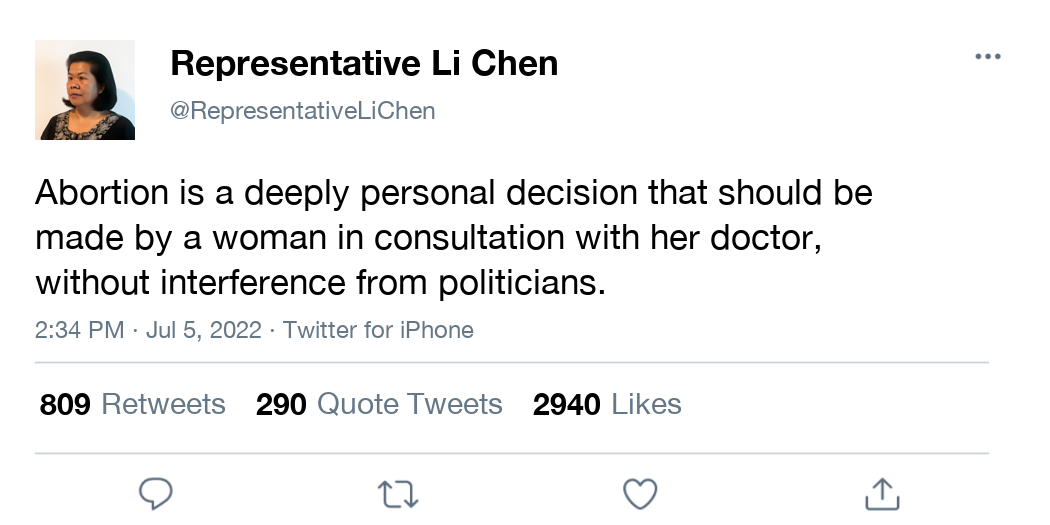 Representative Li Chen
@RepresentativeLiChen
Abortion is a deeply personal decision that should be
made by a woman in consultation with her doctor,
without interference from politicians.
2:34 PM · Jul 5, 2022 · Twitter for iPhone
809 Retweets 290 Quote Tweets 2940 Likes